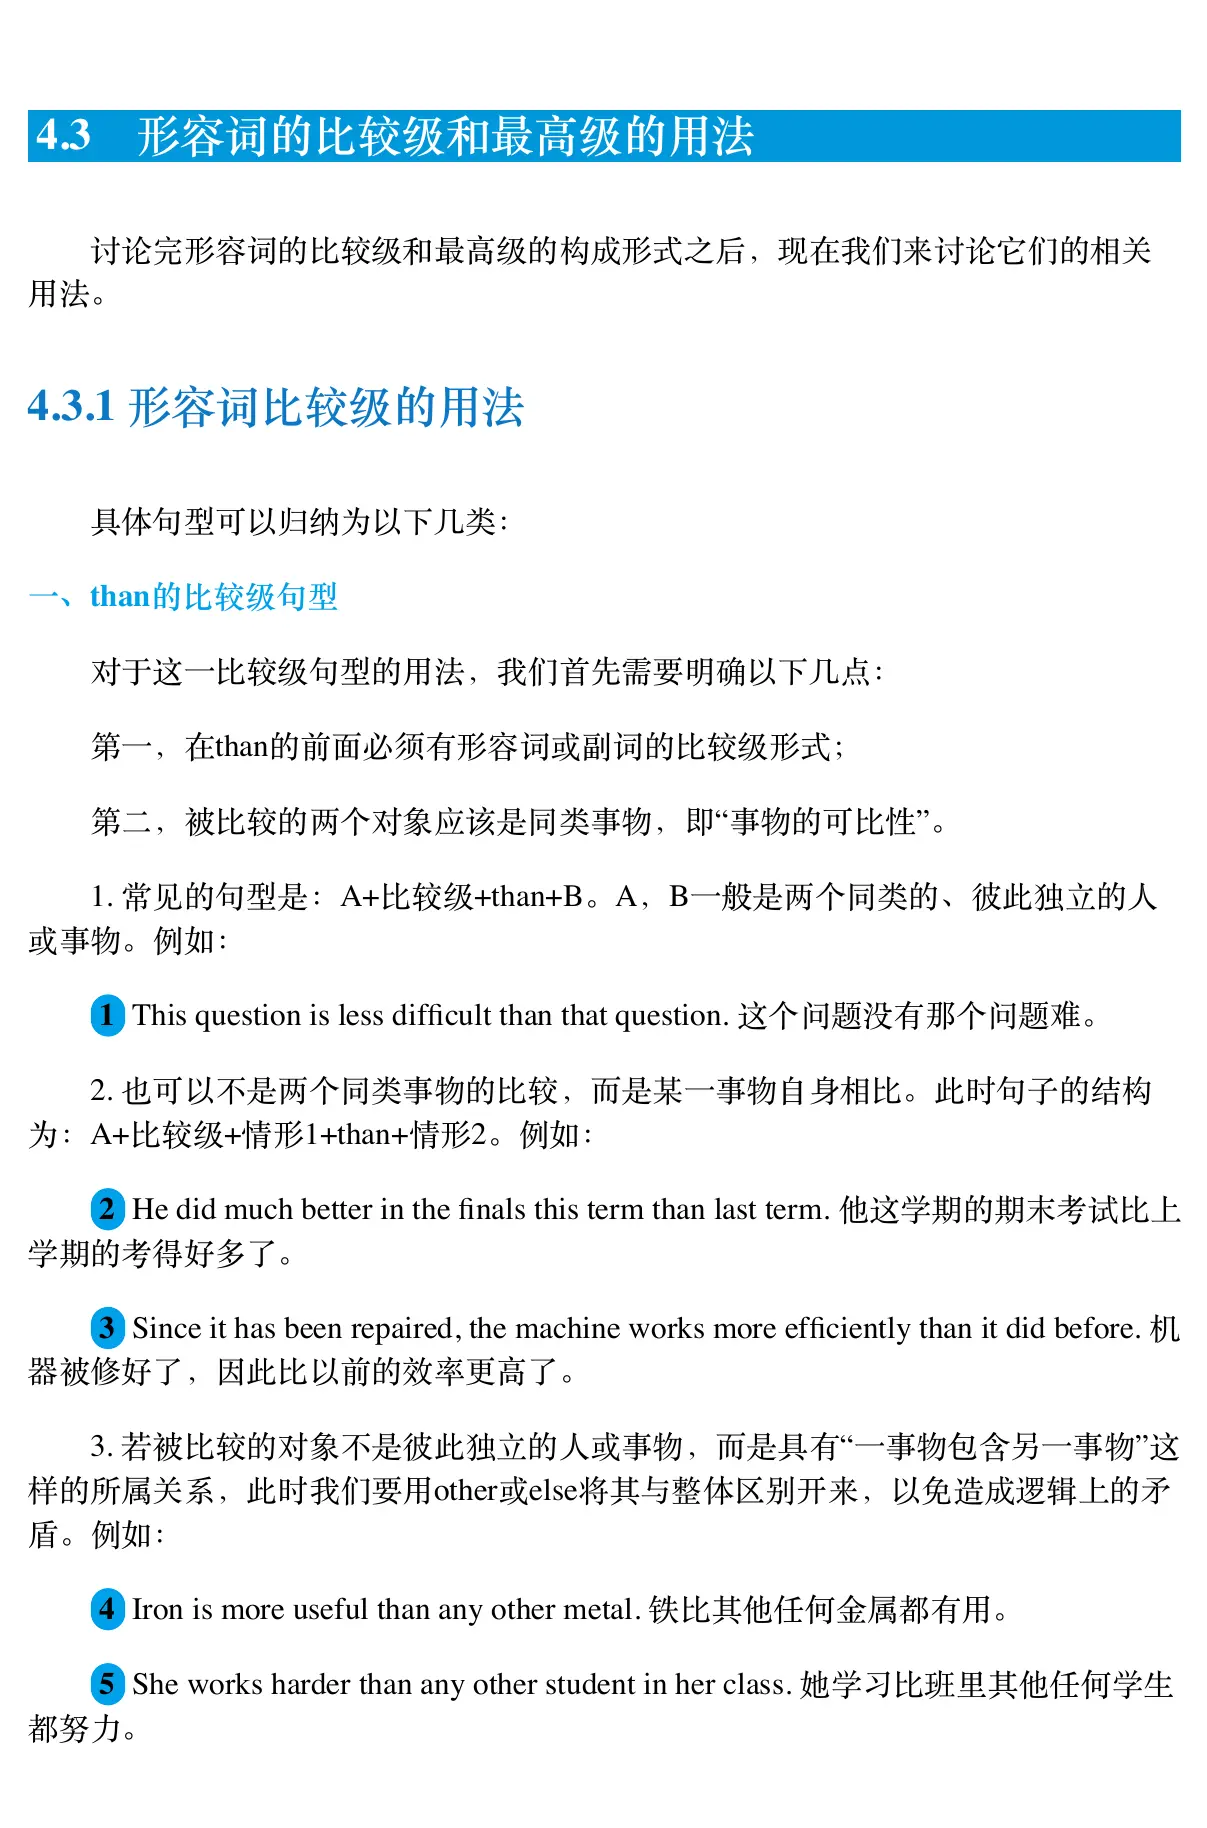 4.3 形容词的比较级和最高级的用法
讨论完形容词的比较级和最高级的构成形式之后，现在我们来讨论它们的相关
用法。
4.3.1 形容词比较级的用法
具体句型可以归纳为以下几类：
一、than的比较级句型
对于这一比较级句型的用法，我们首先需要明确以下几点：
第一，在than的前面必须有形容词或副词的比较级形式；
第二，被比较的两个对象应该是同类事物，即“事物的可比性”。
1. 常见的句型是：A+比较级+than+B。A，B一般是两个同类的、彼此独立的人
或事物。例如：
1 This question is less difficult than that question. 这个问题没有那个问题难。
2. 也可以不是两个同类事物的比较，而是某一事物自身相比。此时句子的结构
为：A+比较级+情形1+than+情形2。例如：
2 He did much better in the finals this term than last term. 他这学期的期末考试比上
学期的考得好多了。
3 Since it has been repaired, the machine works more efficiently than it did before. 机
器被修好了，因此比以前的效率更高了。
3. 若被比较的对象不是彼此独立的人或事物，而是具有“一事物包含另一事物”这
样的所属关系，此时我们要用other或else将其与整体区别开来，以免造成逻辑上的矛
盾。例如：
4 Iron is more useful than any other metal. 铁比其他任何金属都有用。
5 She works harder than any other student in her class. 她学习比班里其他任何学生
都努力。